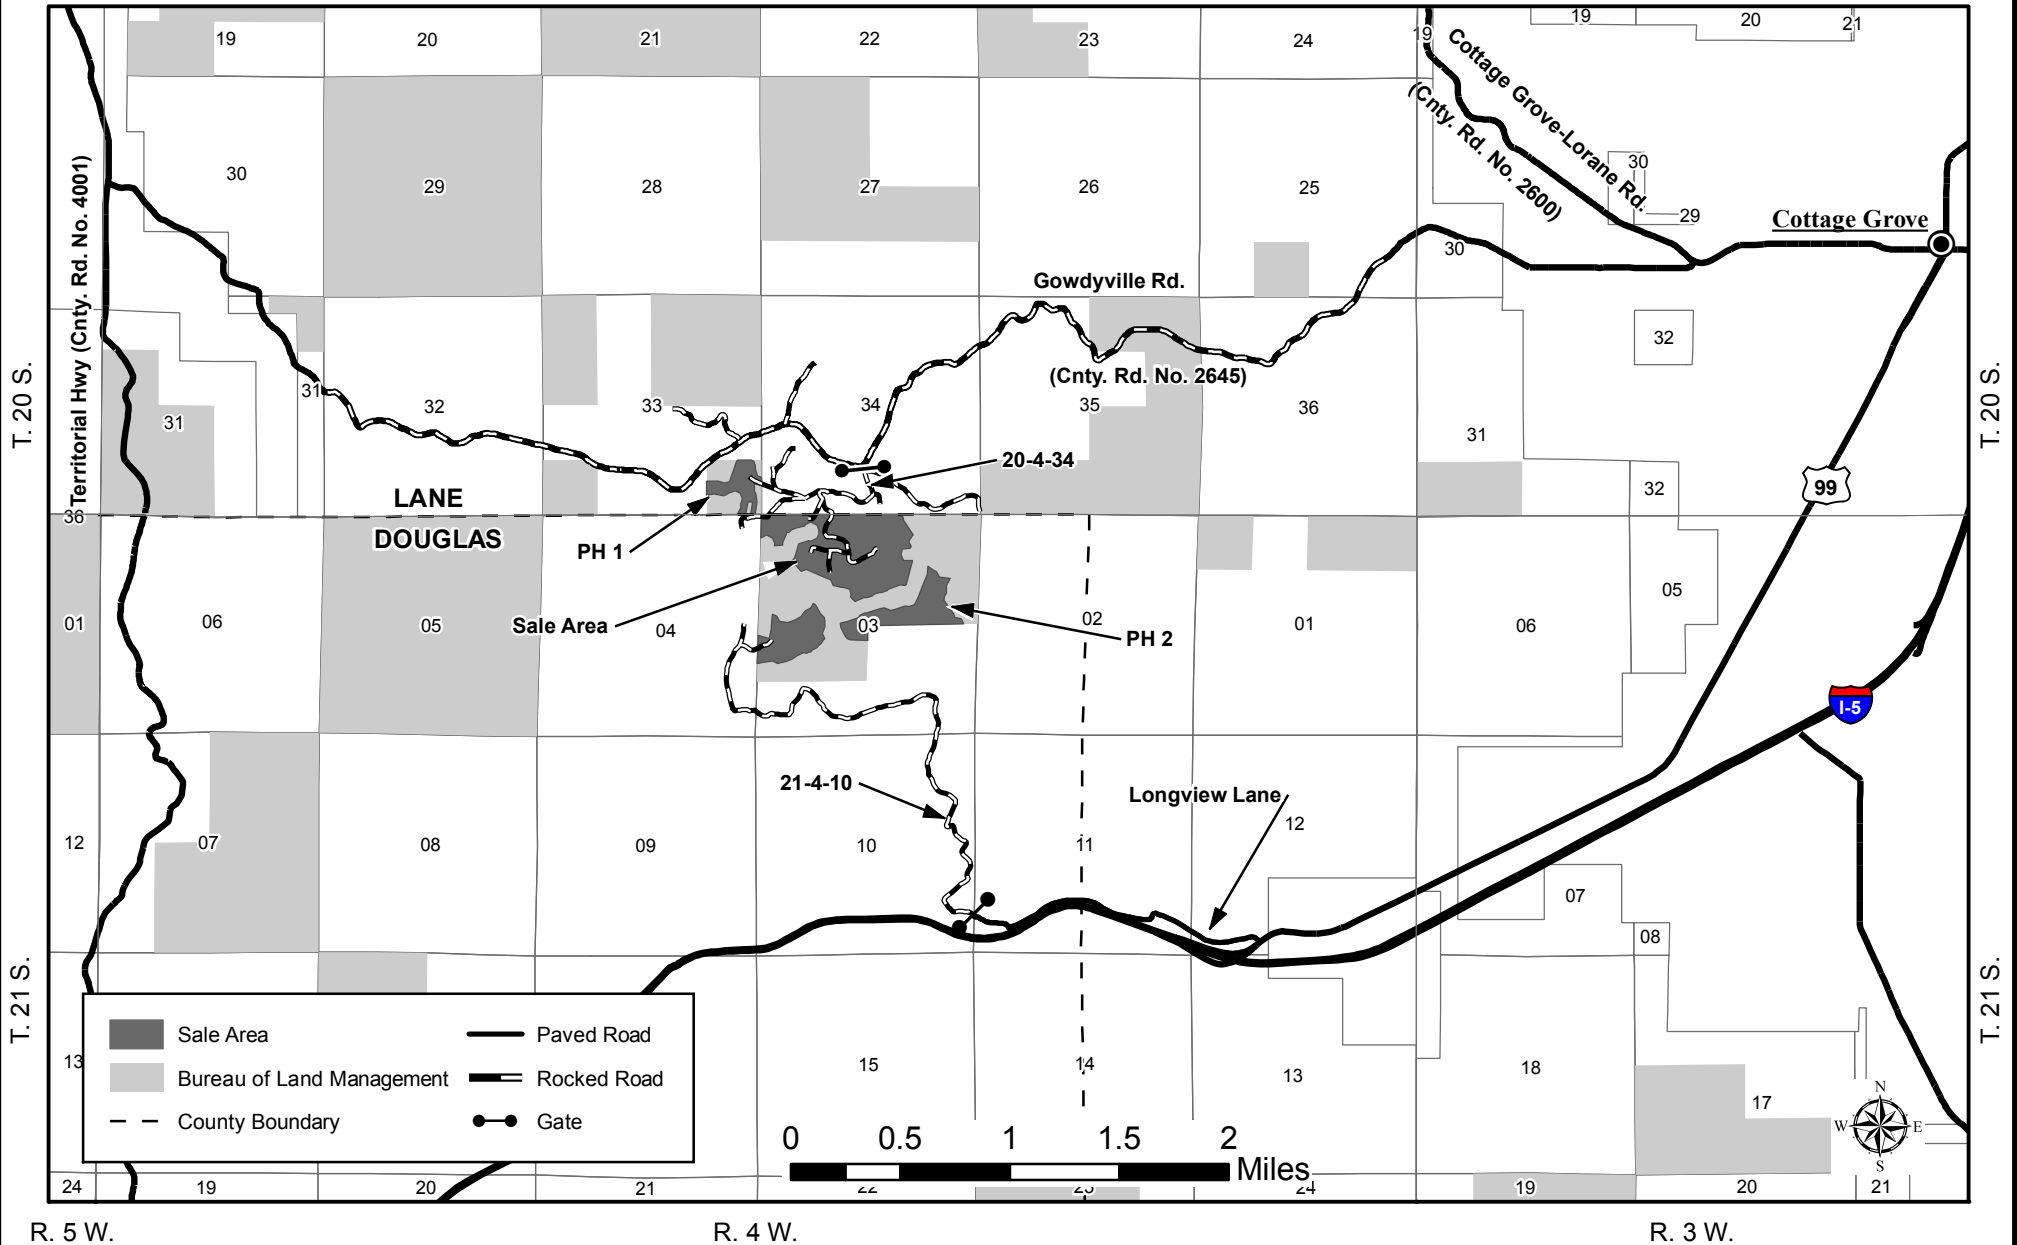 19
20
21
22
23
24
19
19
20
21
Cottage Grove-Lorane Rd.
(Cnty. Rd. No. 2600)
30
29
28
27
26
25
30
30
29
Cottage Grove
Territorial Hwy (Cnty. Rd. No. 4001)
Gowdyville Rd.
(Cnty. Rd. No. 2645)
T. 20 S.
T. 20 S.
31
31
32
33
34
35
36
31
32
32
20-4-34
99
LANE
DOUGLAS
36
PH 1
Sale Area
PH 2
01
06
05
04
03
02
01
06
05
I-5
21-4-10
Longview Lane
12
07
08
09
10
11
12
07
08
T. 21 S.
T. 21 S.
13
15
14
13
18
17
Sale Area
Bureau of Land Management
County Boundary
Paved Road
Rocked Road
Gate
0 0.5 1 1.5 2
Miles
N
W
E
S
24
19
20
21
22
23
24
19
20
21
R. 5 W.
R. 4 W.
R. 3 W.